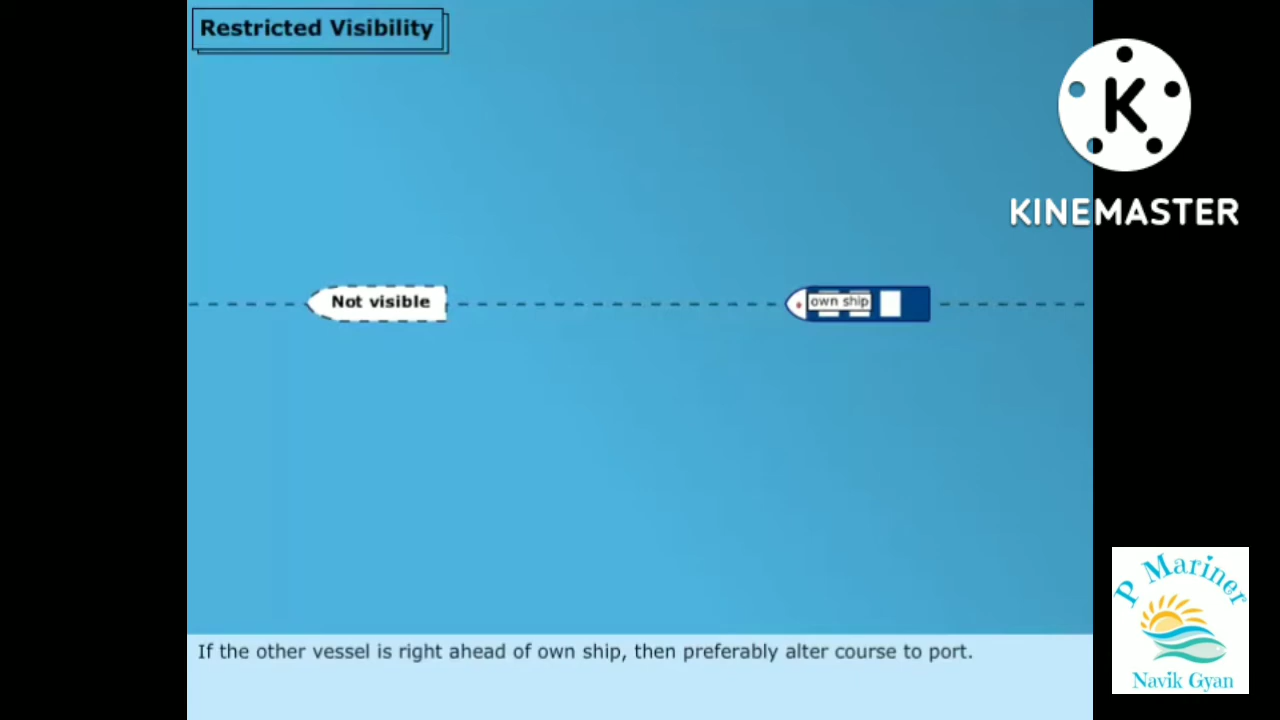 Restricted Visibility
K
KINEMASTER
Not visible
own ship
P Mariner
Navik Gyan
If the other vessel is right ahead of own ship, then preferably alter course to port.